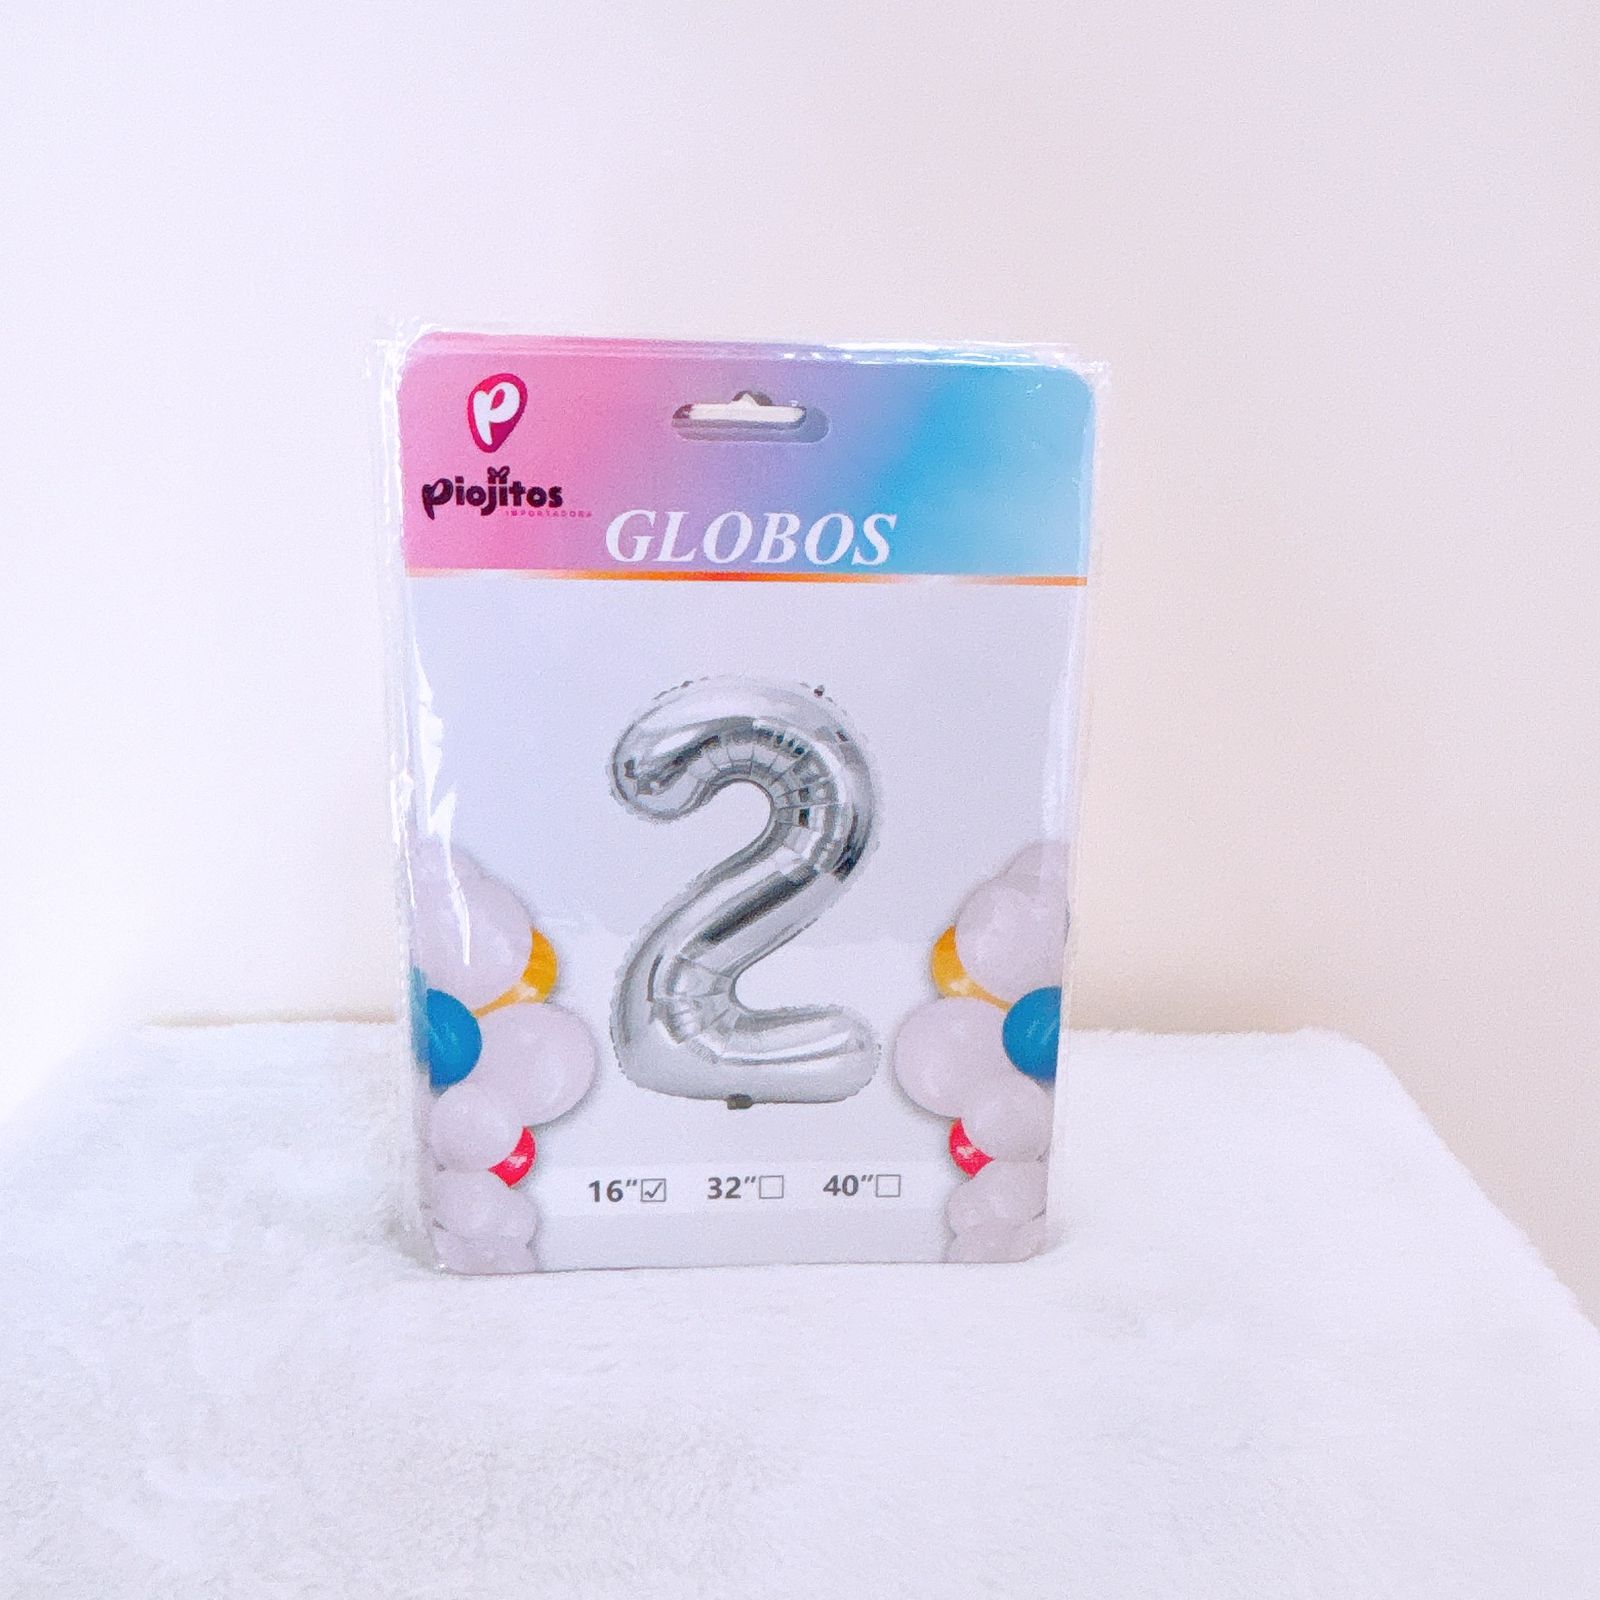 P
Piojitos
IMPORTADORA
GLOBOS
2
16" 32" 40"